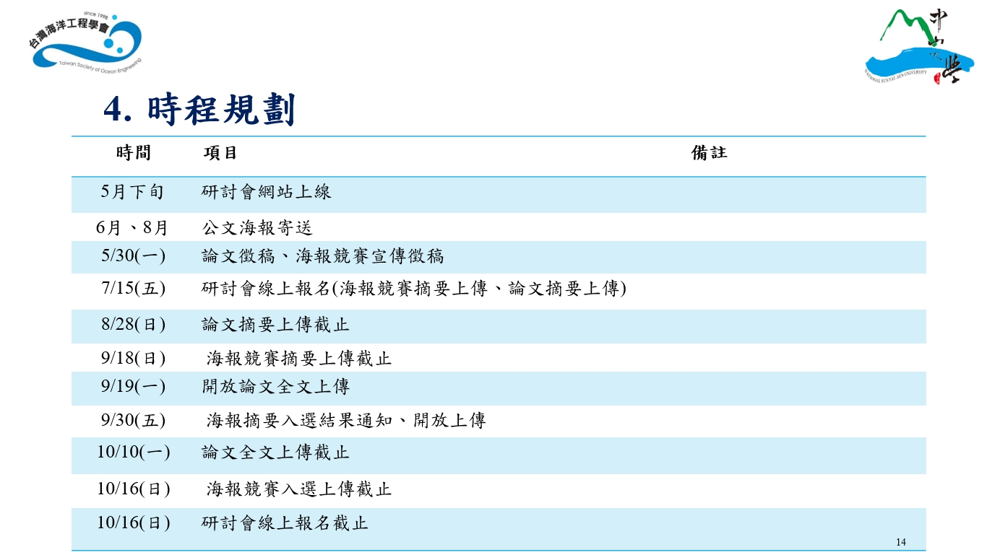 since 1998
台灣海洋工程學會
Taiwan Society of Ocean Engineering
中山大學
NATIONAL SUN YAT-SEN UNIVERSITY
4. 時程規劃
時間 項目 備註
5月下旬 研討會網站上線
6月、8月 公文海報寄送
5/30(一) 論文徵稿、海報競賽宣傳徵稿
7/15(五) 研討會線上報名(海報競賽摘要上傳、論文摘要上傳)
8/28(日) 論文摘要上傳截止
9/18(日) 海報競賽摘要上傳截止
9/19(一) 開放論文全文上傳
9/30(五) 海報摘要入選結果通知、開放上傳
10/10(一) 論文全文上傳截止
10/16(日) 海報競賽入選上傳截止
10/16(日) 研討會線上報名截止
14